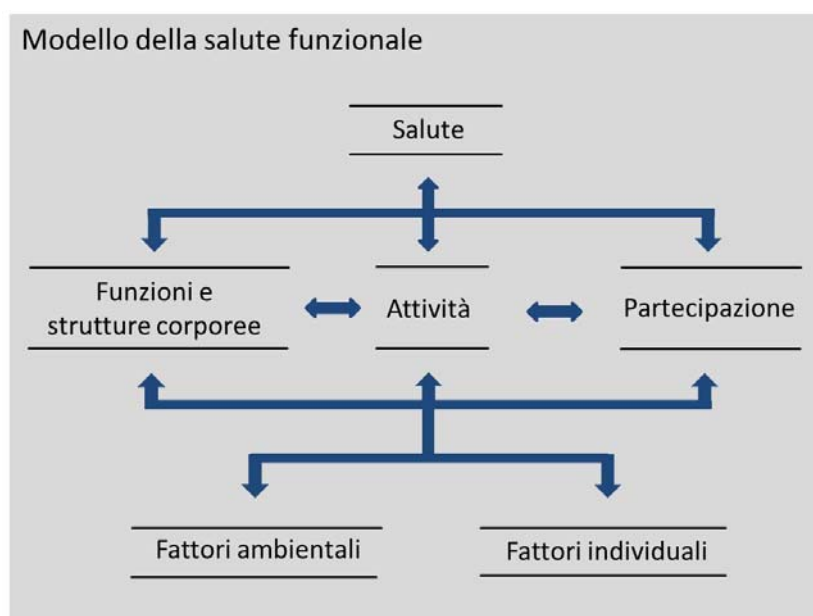 Modello della salute funzionale
Salute
Funzioni e
strutture corporee
Attività
Partecipazione
Fattori ambientali
Fattori individuali